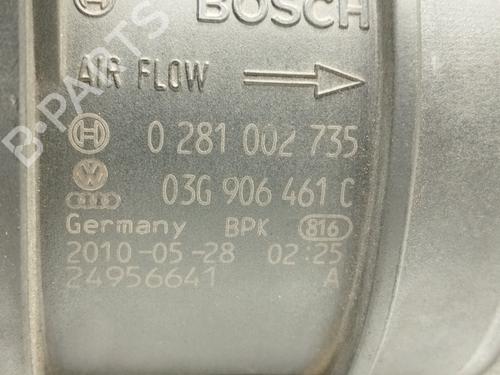 BOSCH
AIR FLOW
0 281 002 735
03G 906 461 C
Germany BPK 816
2010-05-28 02:25
24956641 A
B-PARTS